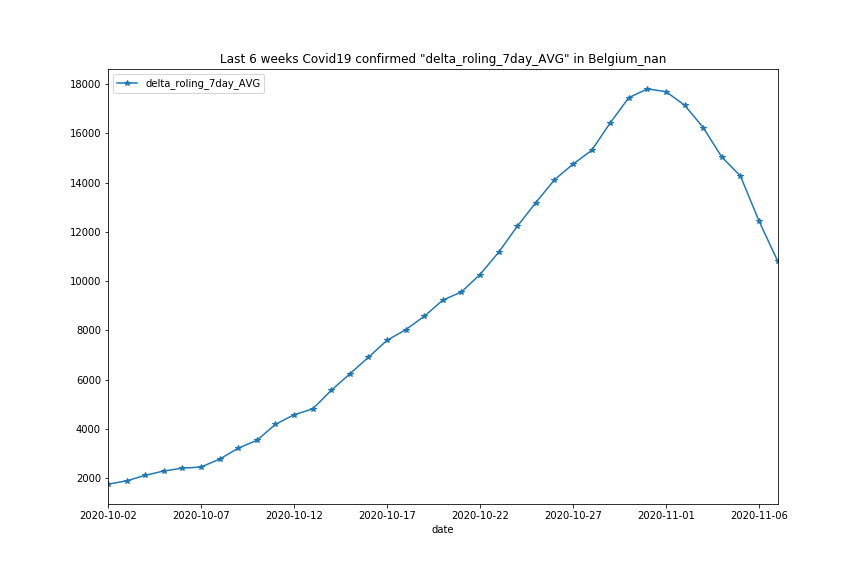 Last 6 weeks Covid19 confirmed "delta_roling_7day_AVG" in Belgium_nan
delta_roling_7day_AVG
18000
16000
14000
12000
10000
8000
6000
4000
2000
2020-10-02 2020-10-07 2020-10-12 2020-10-17 2020-10-22 2020-10-27 2020-11-01 2020-11-06
date